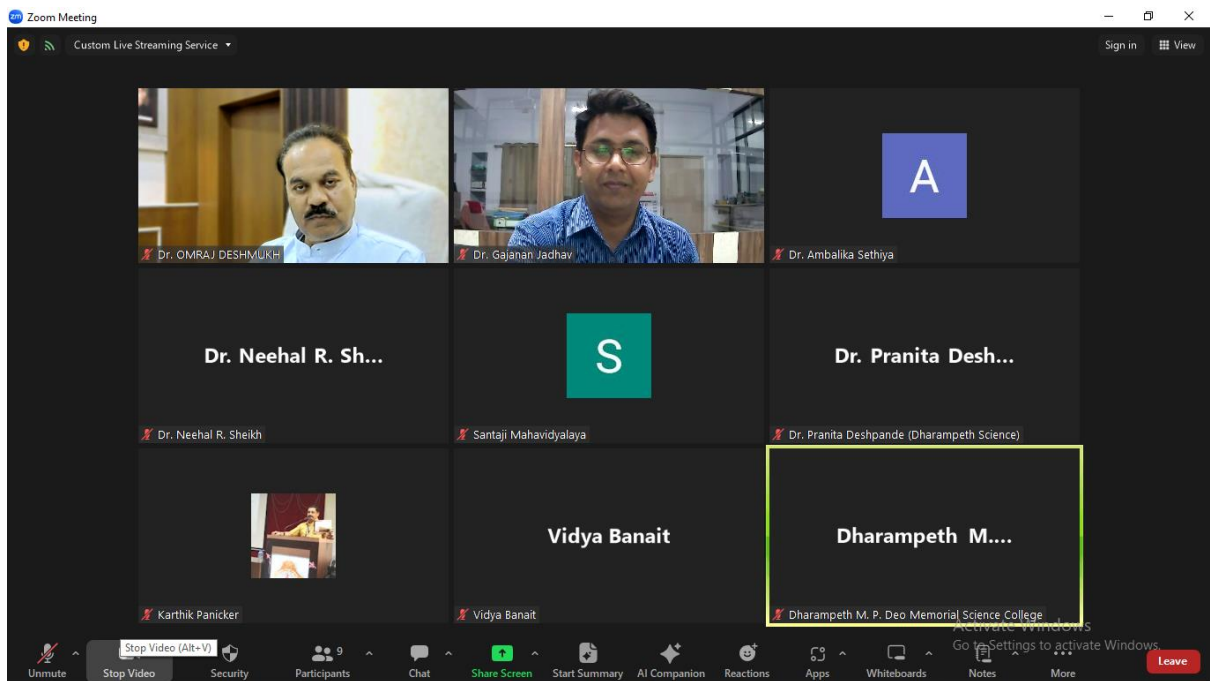 zm Zoom Meeting
Custom Live Streaming Service
Sign in View
Dr. OMRAJ DESHMUKH
Dr. Gajanan Jadhav
A
Dr. Ambalika Sethiya
Dr. Neehal R. Sh...
Dr. Neehal R. Sheikh
S
Santaji Mahavidyalaya
Dr. Pranita Desh...
Dr. Pranita Deshpande (Dharampeth Science)
Karthik Panicker
Vidya Banait
Vidya Banait
Dharampeth M....
Dharampeth M. P. Deo Memorial Science College
Activate Windows
Go to Settings to activate Windows.
Stop Video (Alt+V)
9
Unmute Stop Video Security Participants Chat Share Screen Start Summary AI Companion Reactions Apps Whiteboards Notes More Leave